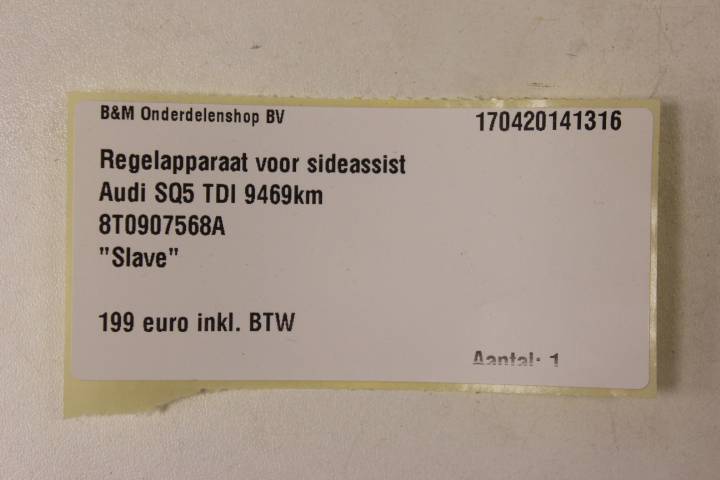 B&M Onderdelenshop BV 170420141316
Regelapparaat voor sideassist
Audi SQ5 TDI 9469km
8T0907568A
"Slave"
199 euro inkl. BTW
Aantal: 1